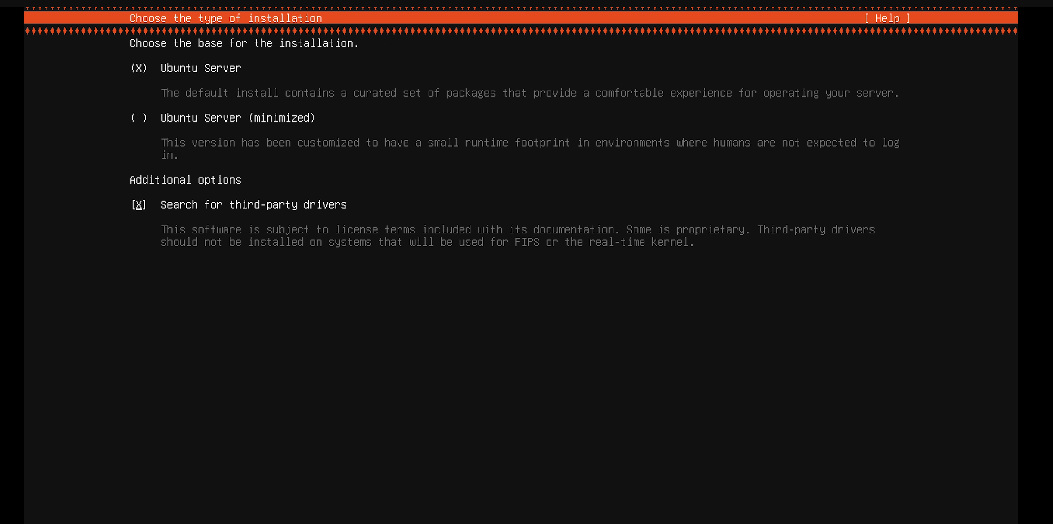 Choose the type of installation [ Help ]
Choose the base for the installation.
(X) Ubuntu Server
The default install contains a curated set of packages that provide a comfortable experience for operating your server.
( ) Ubuntu Server (minimized)
This version has been customized to have a small runtime footprint in environments where humans are not expected to log
in.
Additional options
[X] Search for third-party drivers
This software is subject to license terms included with its documentation. Some is proprietary. Third-party drivers
should not be installed on systems that will be used for FIPS or the real-time kernel.